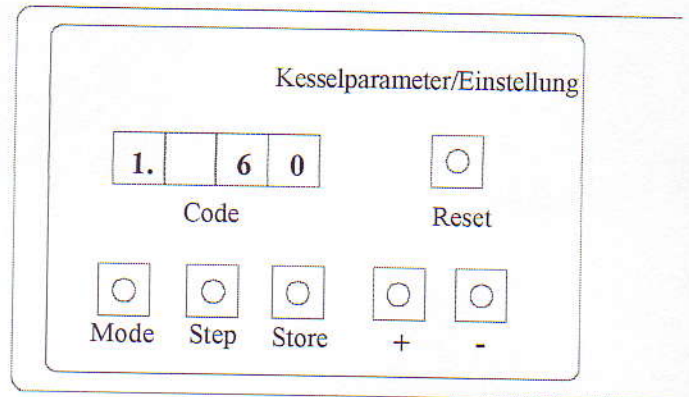 Kesselparameter/Einstellung
1. 6 0
Code Reset
Mode Step Store + -